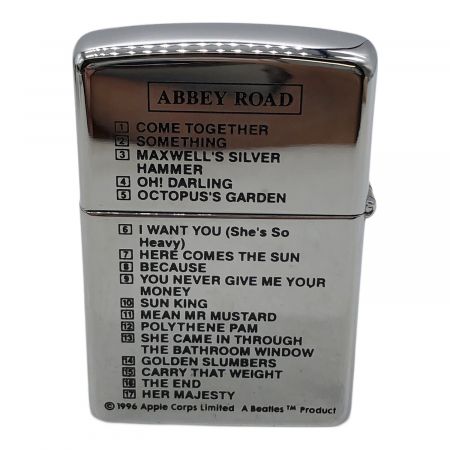 ABBEY ROAD
1 COME TOGETHER
2 SOMETHING
3 MAXWELL'S SILVER
HAMMER
4 OH! DARLING
5 OCTOPUS'S GARDEN
6 I WANT YOU (She's So
Heavy)
7 HERE COMES THE SUN
8 BECAUSE
9 YOU NEVER GIVE ME YOUR
MONEY
10 SUN KING
11 MEAN MR MUSTARD
12 POLYTHENE PAM
13 SHE CAME IN THROUGH
THE BATHROOM WINDOW
14 GOLDEN SLUMBERS
15 CARRY THAT WEIGHT
16 THE END
17 HER MAJESTY
© 1996 Apple Corps Limited A Beatles™ Product